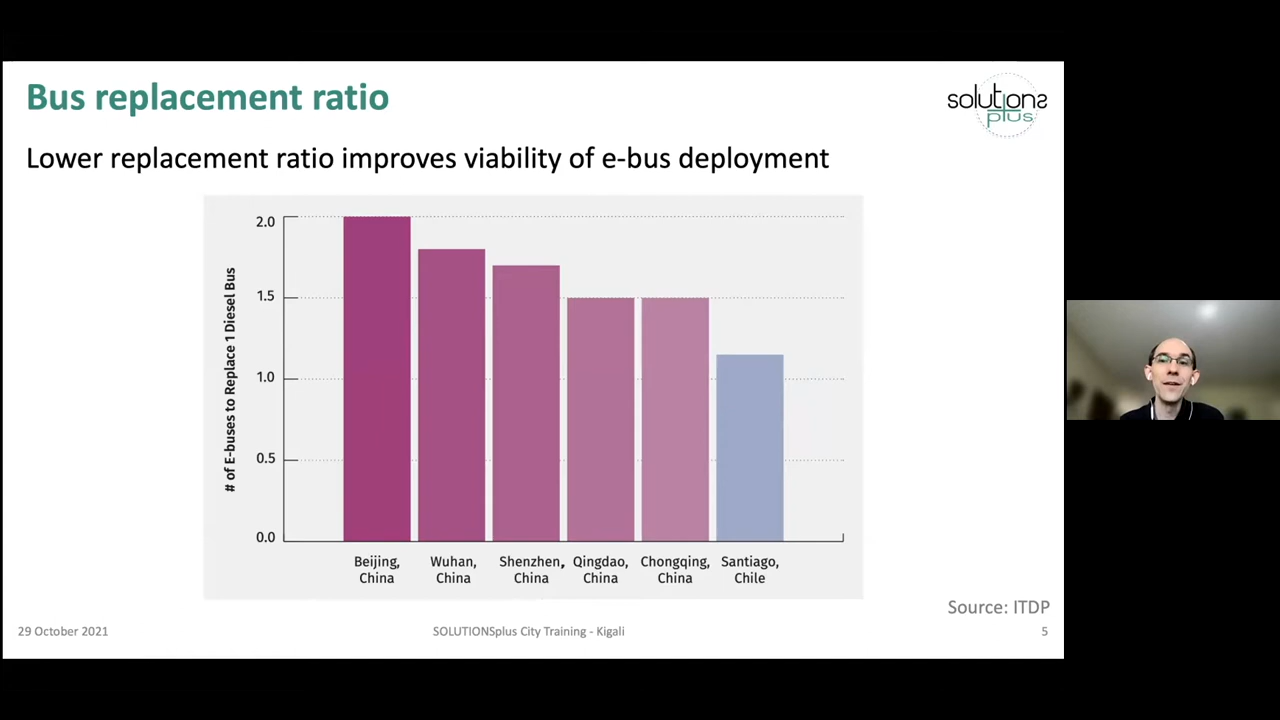 Bus replacement ratio
solutions
plus
Lower replacement ratio improves viability of e-bus deployment
# of E-buses to Replace 1 Diesel Bus
2.0
1.5
1.0
0.5
0.0
Beijing, China
Wuhan, China
Shenzhen, China
Qingdao, China
Chongqing, China
Santiago, Chile
Source: ITDP
29 October 2021
SOLUTIONSplus City Training - Kigali
5